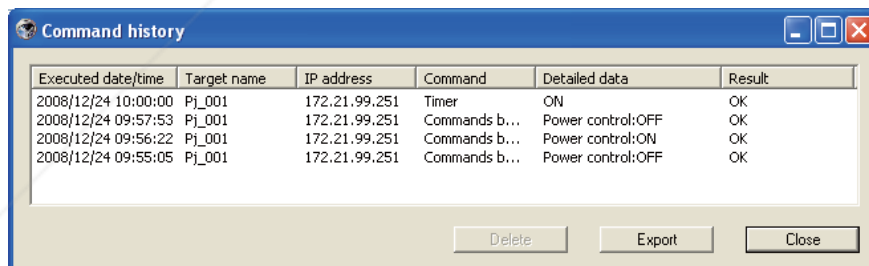 Command history
Executed date/time Target name IP address Command Detailed data Result
2008/12/24 10:00:00 Pj_001 172.21.99.251 Timer ON OK
2008/12/24 09:57:53 Pj_001 172.21.99.251 Commands b... Power control:OFF OK
2008/12/24 09:56:22 Pj_001 172.21.99.251 Commands b... Power control:ON OK
2008/12/24 09:55:05 Pj_001 172.21.99.251 Commands b... Power control:OFF OK
Delete Export Close